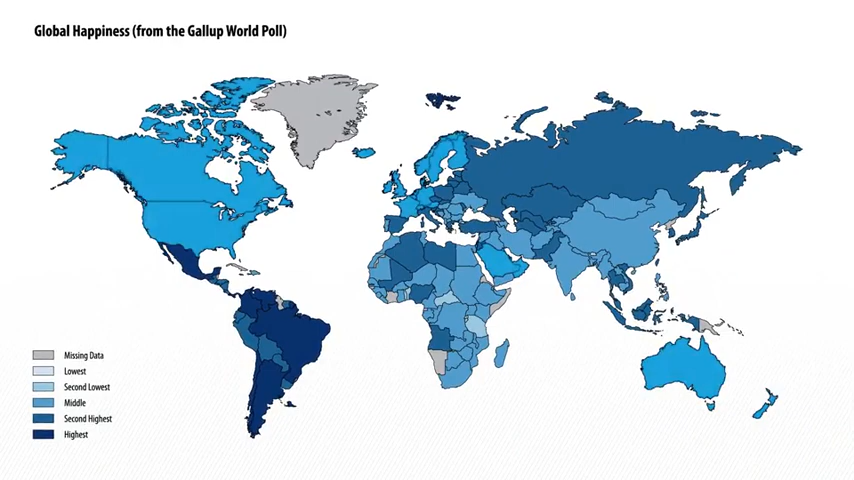 Global Happiness (from the Gallup World Poll)
Missing Data
Lowest
Second Lowest
Middle
Second Highest
Highest